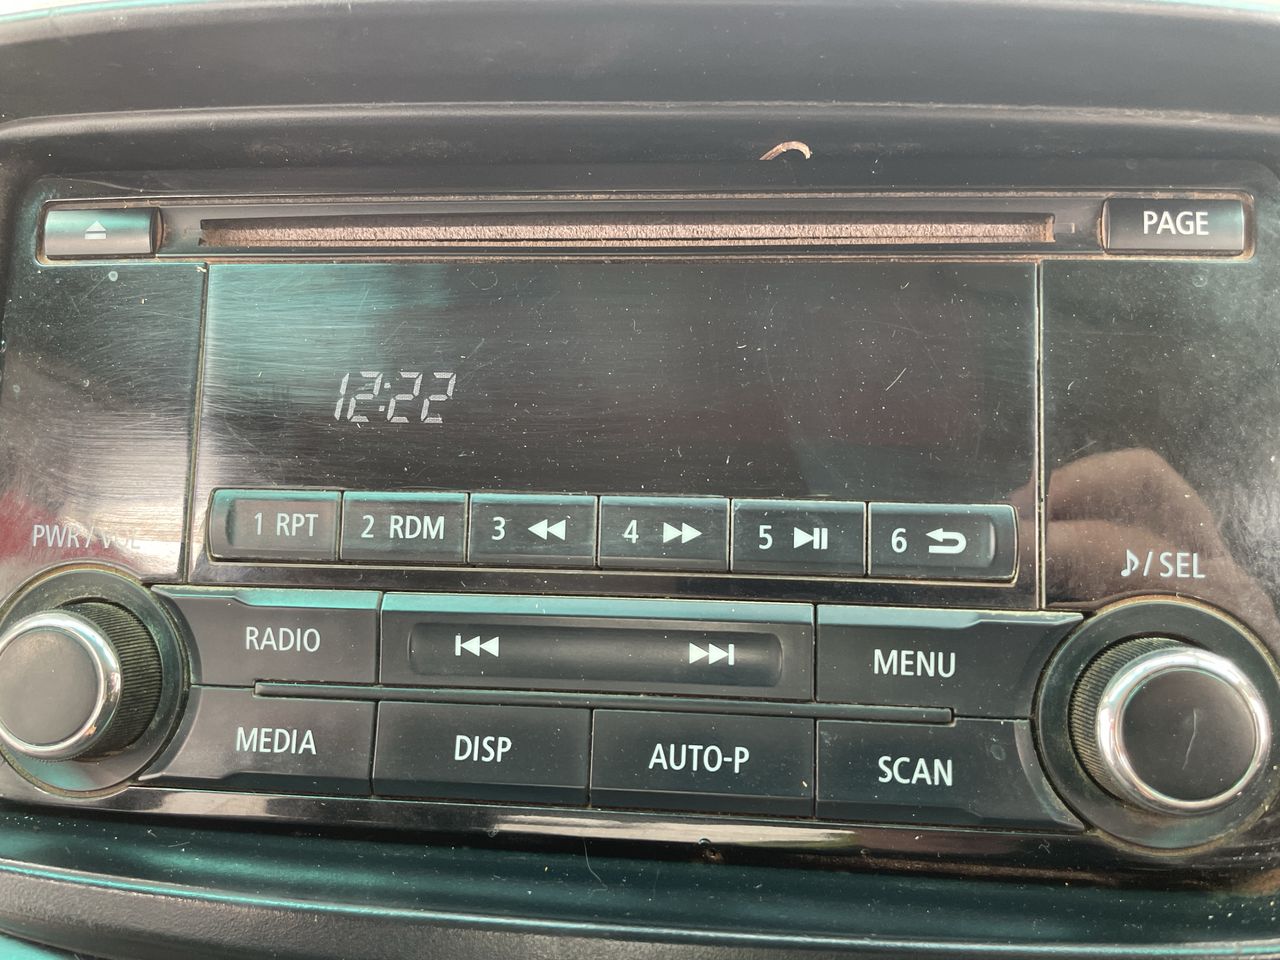 PAGE
12:22
PWR / VOL
1 RPT
2 RDM
3
4
5
6
♪/ SEL
RADIO
MENU
MEDIA
DISP
AUTO-P
SCAN